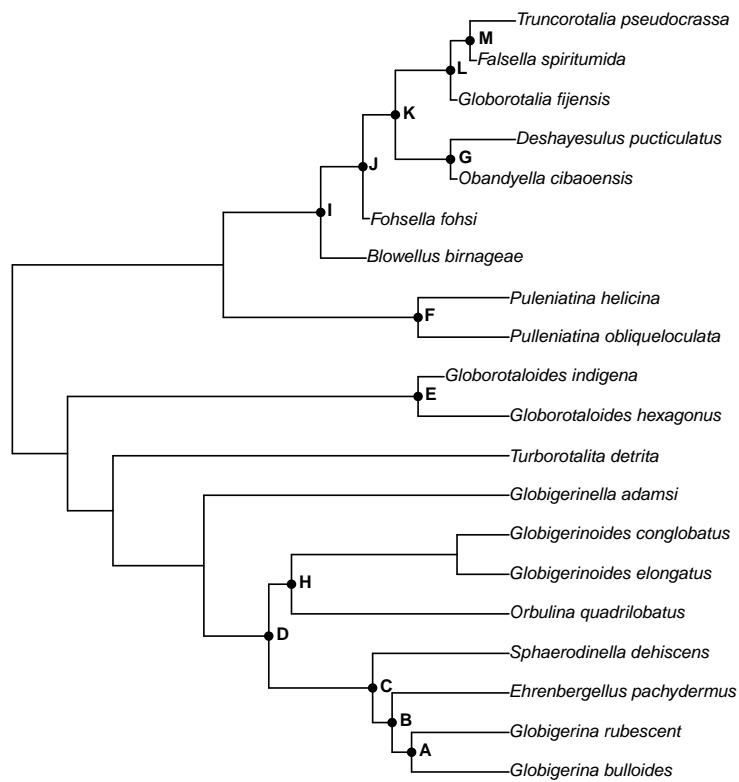 Truncorotalia pseudocrassa
M
Falsella spiritumida
L
Globorotalia fijensis
K
Deshayesulus pucticulatus
G
J
Obandyella cibaoensis
I
Fohsella fohsi
Blowellus birnageae
Puleniatina helicina
F
Pulleniatina obliqueloculata
Globorotaloides indigena
E
Globorotaloides hexagonus
Turborotalita detrita
Globigerinella adamsi
Globigerinoides conglobatus
H
Globigerinoides elongatus
Orbulina quadrilobatus
D
Sphaerodinella dehiscens
C
Ehrenbergellus pachydermus
B
Globigerina rubescent
A
Globigerina bulloides